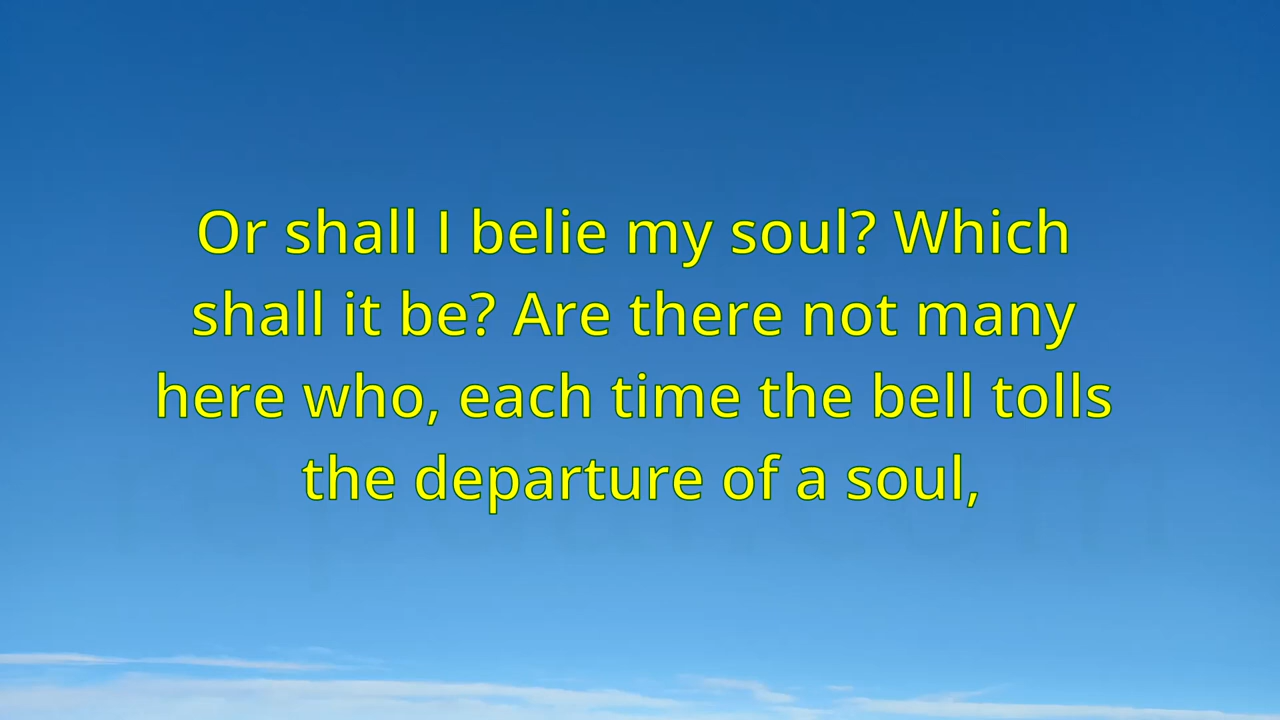 Or shall I belie my soul? Which
shall it be? Are there not many
here who, each time the bell tolls
the departure of a soul,